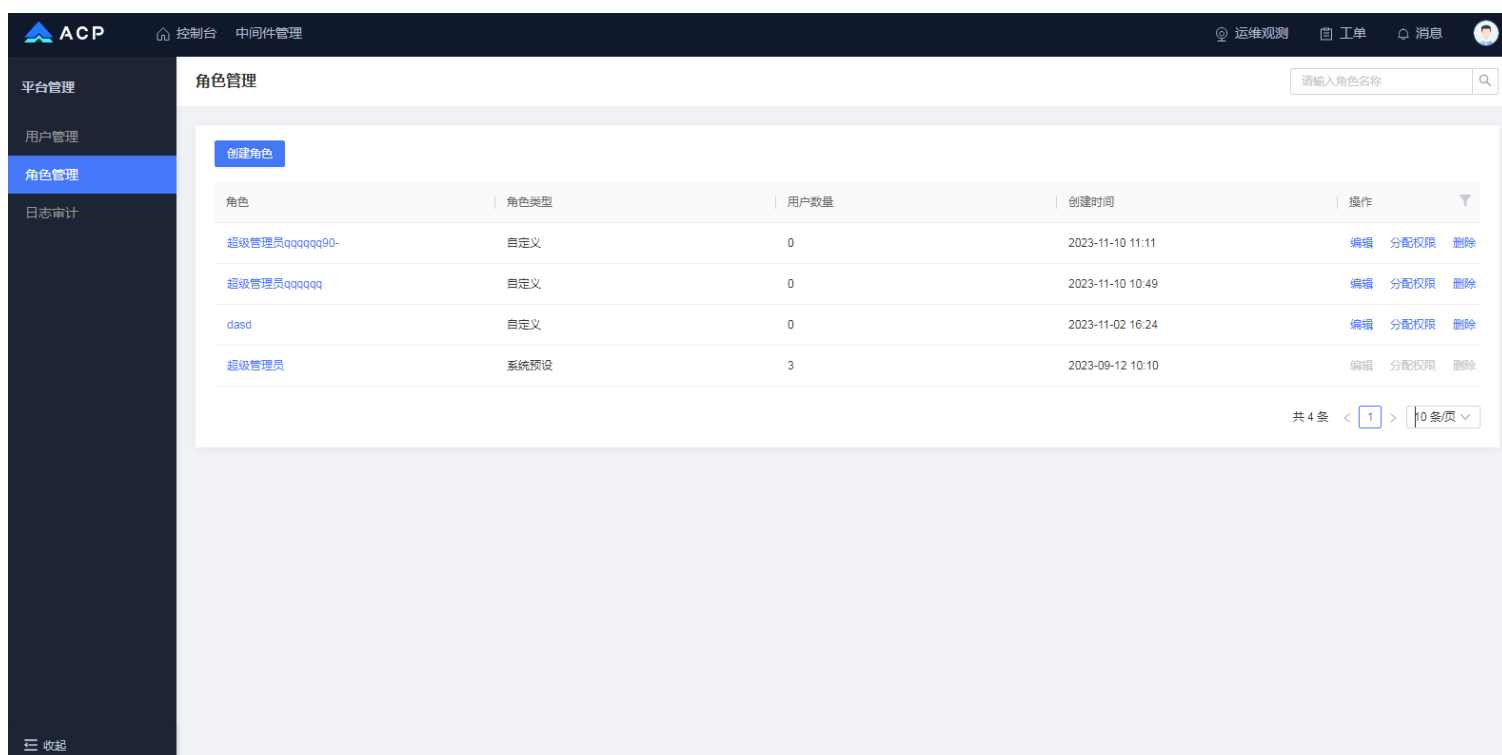 ACP 控制台 中间件管理 运维观测 工单 消息
平台管理
用户管理
角色管理
日志审计
收起
角色管理 请输入角色名称
创建角色
角色 角色类型 用户数量 创建时间 操作
超级管理员qqqqqq90- 自定义 0 2023-11-10 11:11 编辑 分配权限 删除
超级管理员qqqqqq 自定义 0 2023-11-10 10:49 编辑 分配权限 删除
dasd 自定义 0 2023-11-02 16:24 编辑 分配权限 删除
超级管理员 系统预设 3 2023-09-12 10:10 编辑 分配权限 删除
共 4 条 < 1 > 10 条/页